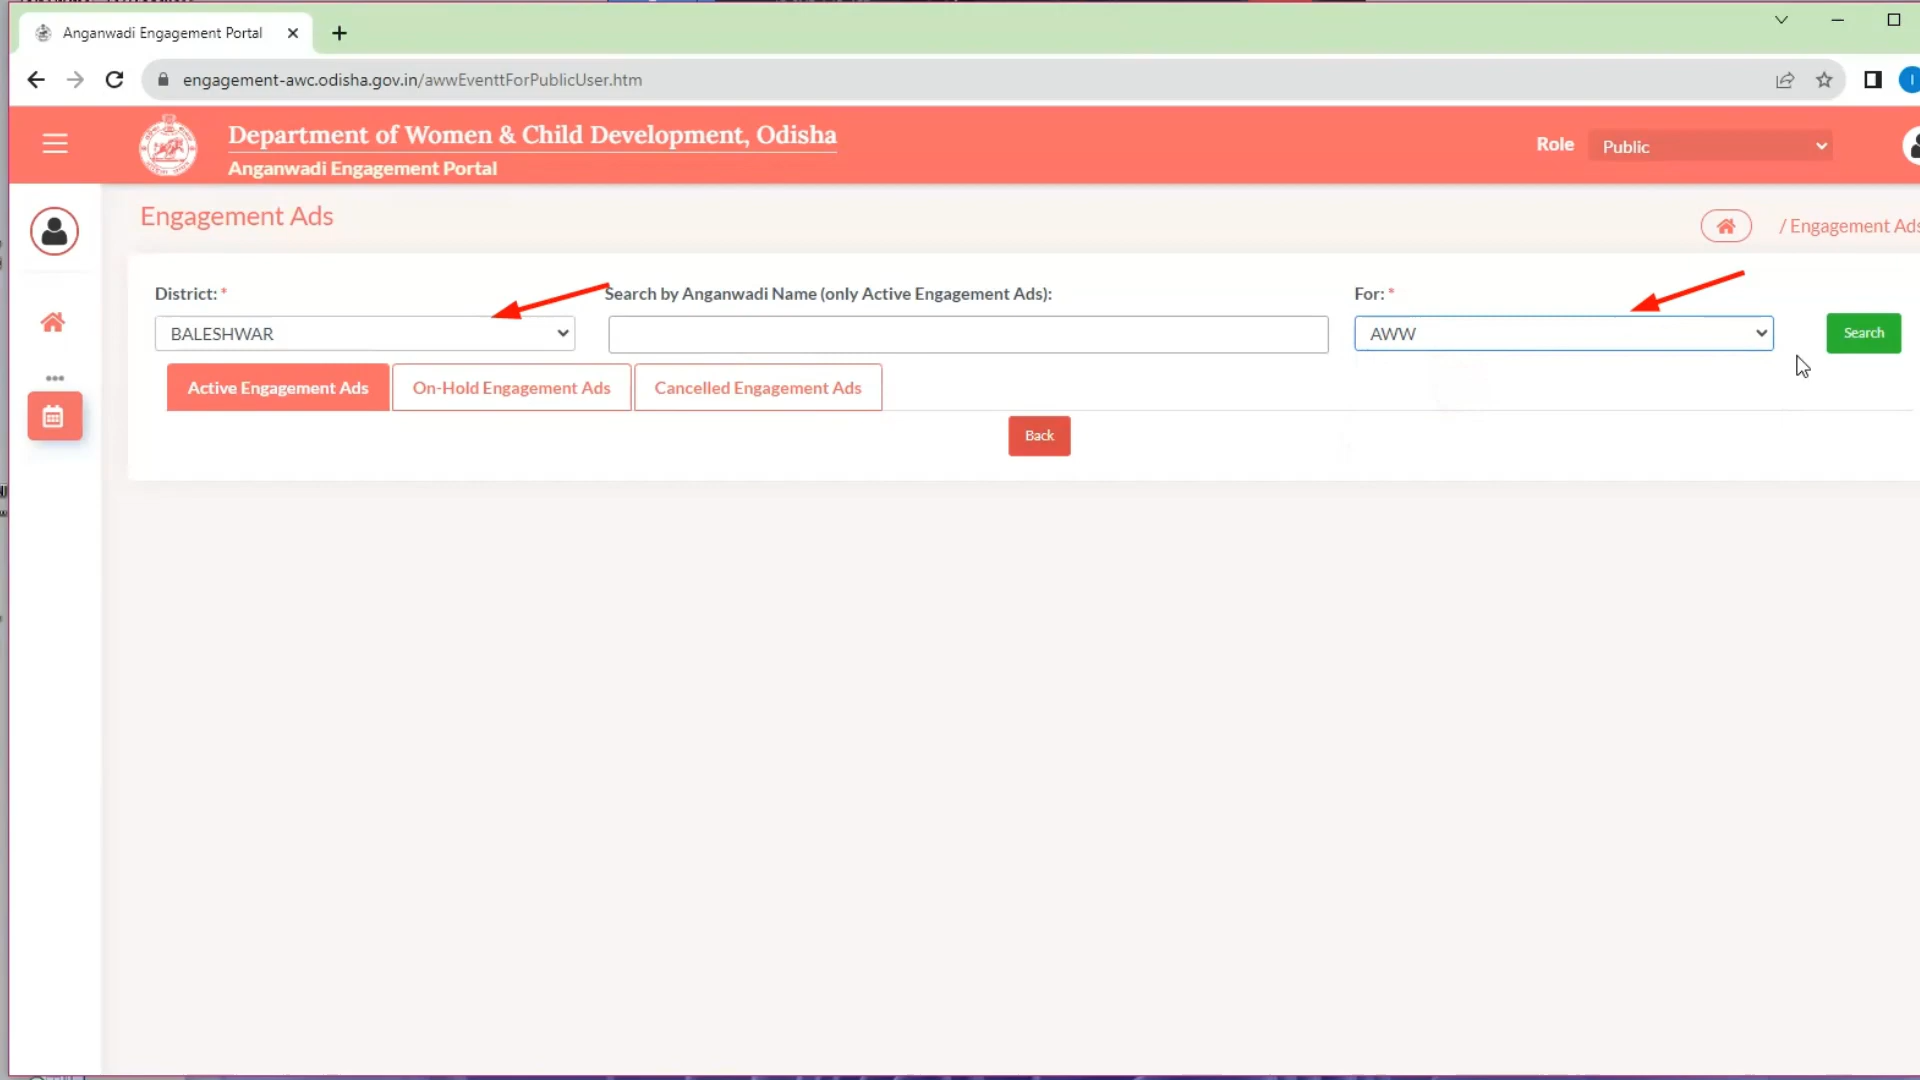 Anganwadi Engagement Portal
engagement-awc.odisha.gov.in/awwEventtForPublicUser.htm
Department of Women & Child Development, Odisha
Anganwadi Engagement Portal
Role Public
Engagement Ads
/ Engagement Ads
District: * Search by Anganwadi Name (only Active Engagement Ads): For: *
BALESHWAR AWW Search
Active Engagement Ads On-Hold Engagement Ads Cancelled Engagement Ads
Back